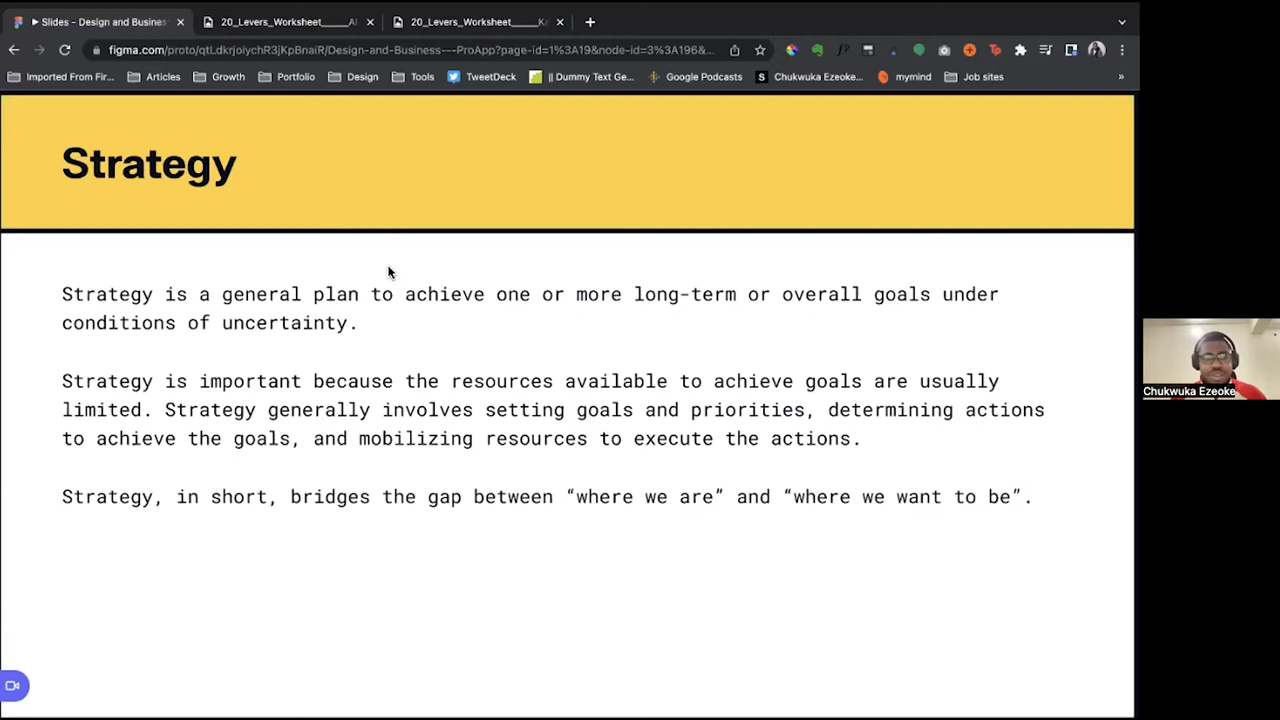 Slides - Design and Busines
20_Levers_Worksheet_____A
20_Levers_Worksheet_____K
figma.com/proto/qtLdkrjoiychR3jKpBnaiR/Design-and-Business---ProApp?page-id=1%3A19&node-id=3%3A196&...
Imported From Fir... Articles Growth Portfolio Design Tools TweetDeck || Dummy Text Ge... Google Podcasts Chukwuka Ezeoke... mymind Job sites »
Strategy
Strategy is a general plan to achieve one or more long-term or overall goals under
conditions of uncertainty.
Strategy is important because the resources available to achieve goals are usually
limited. Strategy generally involves setting goals and priorities, determining actions
to achieve the goals, and mobilizing resources to execute the actions.
Strategy, in short, bridges the gap between “where we are” and “where we want to be”.
Chukwuka Ezeoke